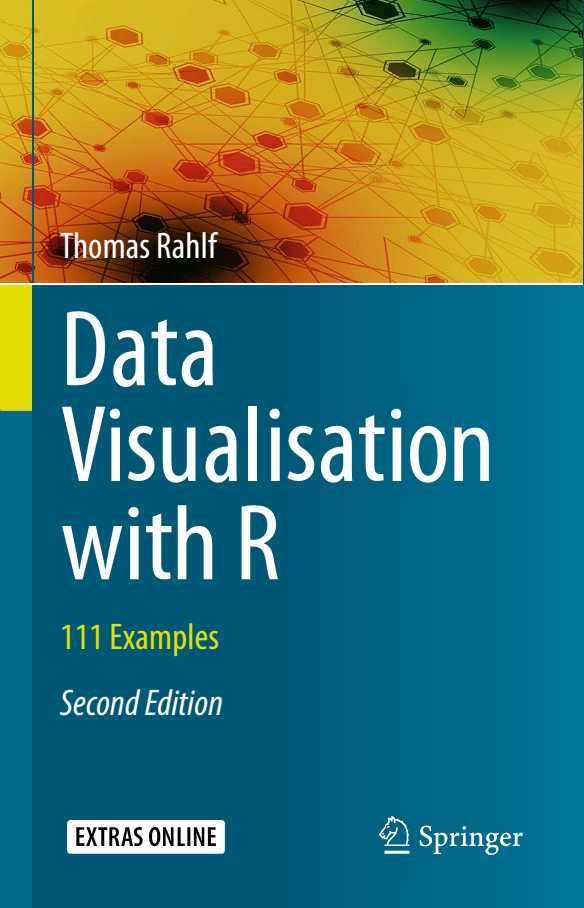 Thomas Rahlf
Data
Visualisation
with R
111 Examples
Second Edition
EXTRAS ONLINE
Springer